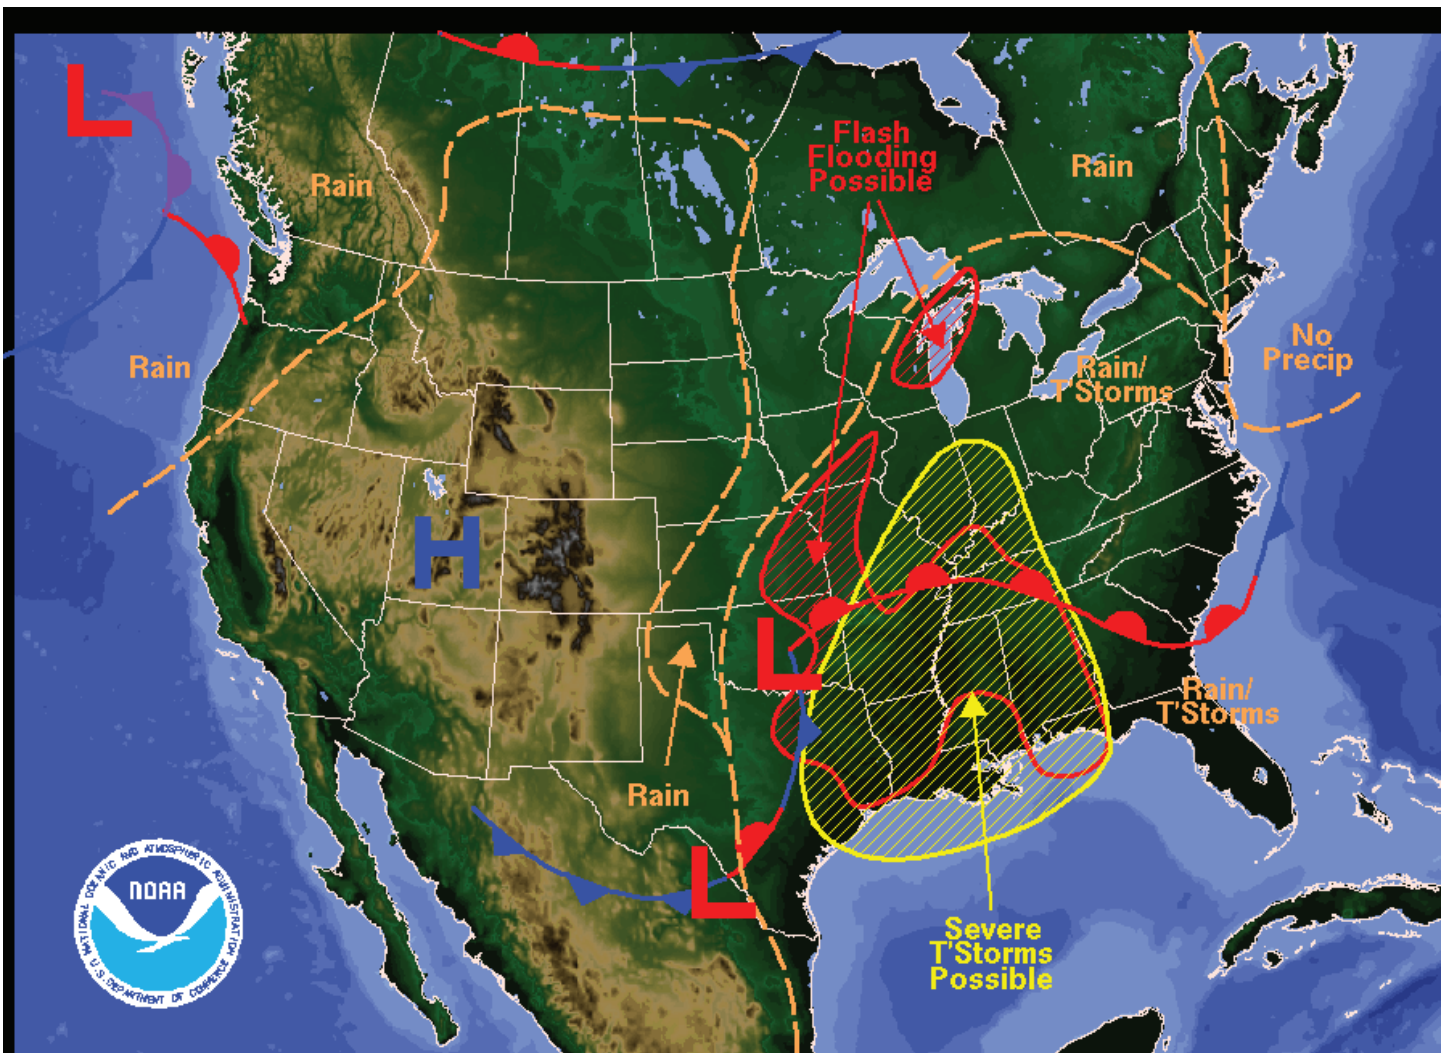 L
Flash
Flooding
Possible
Rain
Rain
Rain
No
Precip
Rain/
T'Storms
H
L
Rain/
T'Storms
Rain
L
Severe
T'Storms
Possible
NATIONAL OCEANIC AND ATMOSPHERIC ADMINISTRATION
NOAA
U.S. DEPARTMENT OF COMMERCE